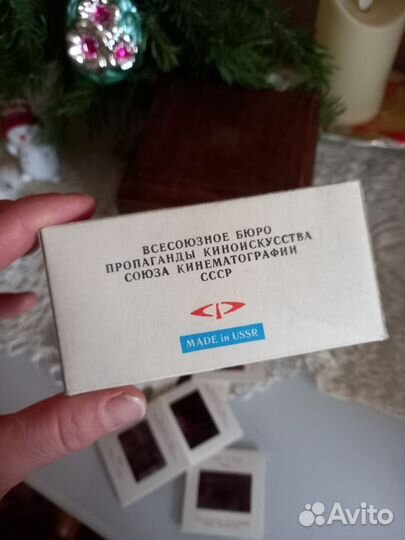 ВСЕСОЮЗНОЕ БЮРО
ПРОПАГАНДЫ КИНОИСКУССТВА
СОЮЗА КИНЕМАТОГРАФИИ
СССР
MADE in USSR
Avito